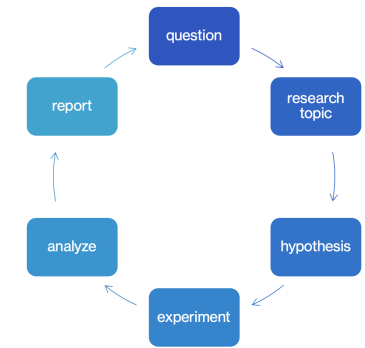 question
research
topic
hypothesis
experiment
analyze
report